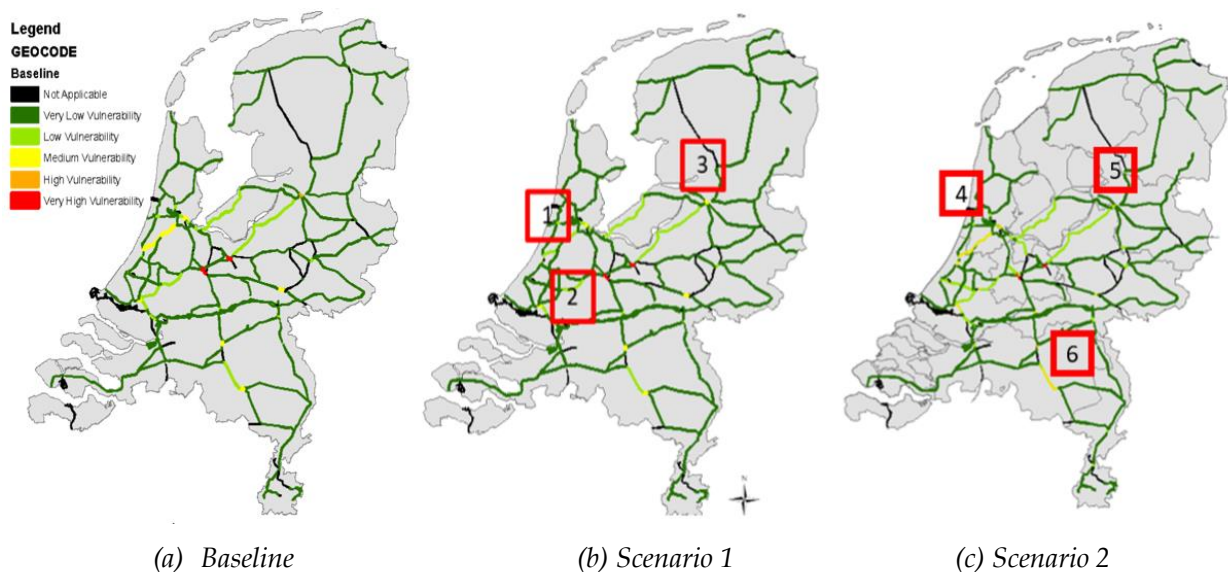 Legend
GEOCODE
Baseline
Not Applicable
Very Low Vulnerability
Low Vulnerability
Medium Vulnerability
High Vulnerability
Very High Vulnerability
1
2
3
N
4
5
6
(a) Baseline
(b) Scenario 1
(c) Scenario 2